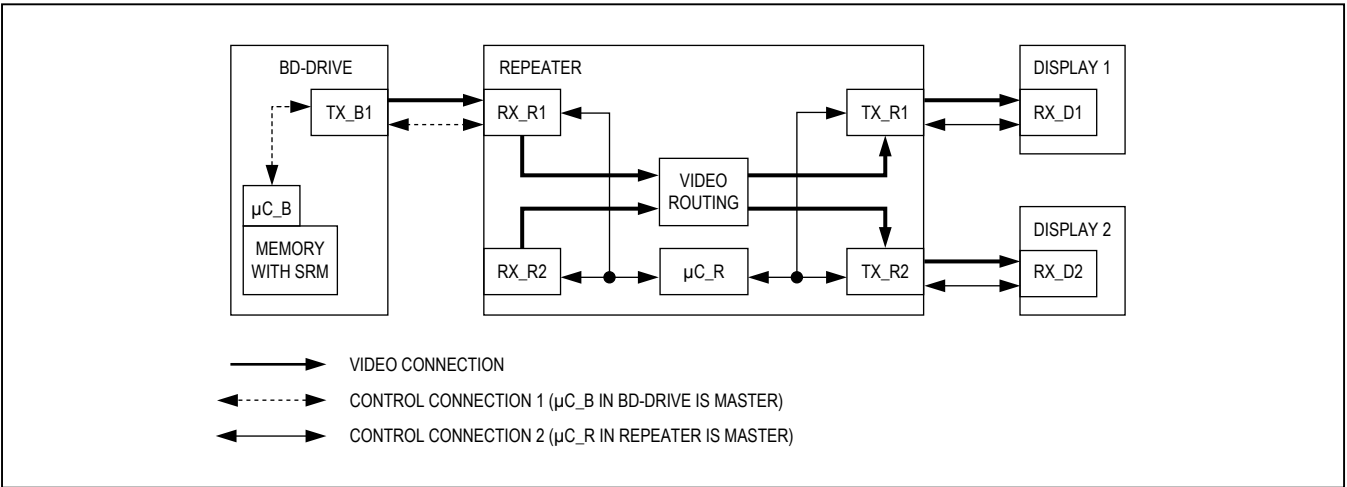 BD-DRIVE
TX_B1
µC_B
MEMORY
WITH SRM
REPEATER
RX_R1
RX_R2
VIDEO
ROUTING
µC_R
TX_R1
TX_R2
DISPLAY 1
RX_D1
DISPLAY 2
RX_D2
VIDEO CONNECTION
CONTROL CONNECTION 1 (µC_B IN BD-DRIVE IS MASTER)
CONTROL CONNECTION 2 (µC_R IN REPEATER IS MASTER)